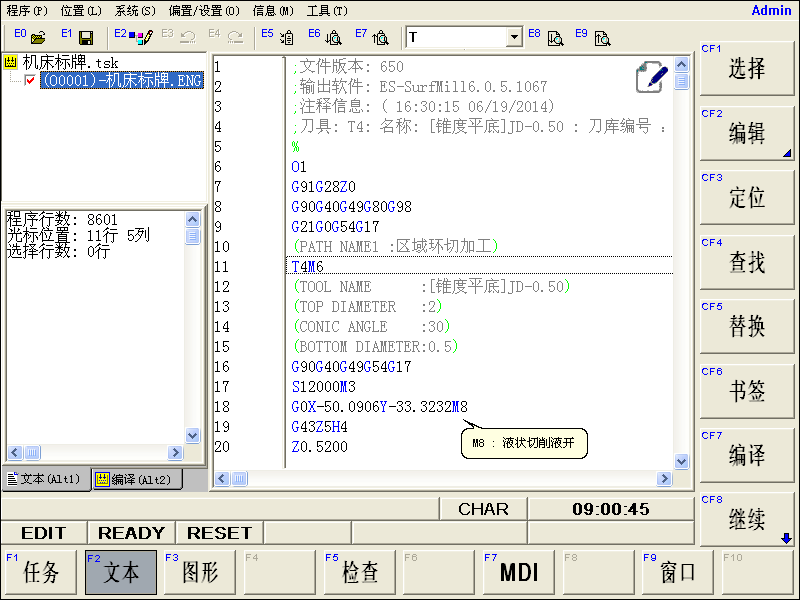 程序(P) 位置(L) 系统(S) 偏置/设置(O) 信息(M) 工具(T) Admin
E0 E1 E2 E3 E4 E5 E6 E7 T E8 E9
机床标牌.tsk
(O0001)-机床标牌.ENG
程序行数: 8601
光标位置: 11行 5列
选择行数: 0行
文本(Alt1) 编译(Alt2)
1 ;文件版本: 650
2 ;输出软件: ES-SurfMill6.0.5.1067
3 ;注释信息: ( 16:30:15 06/19/2014)
4 ;刀具: T4: 名称: [锥度平底]JD-0.50 : 刀库编号 :
5 %
6 O1
7 G91G28Z0
8 G90G40G49G80G98
9 G21G0G54G17
10 (PATH NAME1 :区域环切加工)
11 T4M6
12 (TOOL NAME :[锥度平底]JD-0.50)
13 (TOP DIAMETER :2)
14 (CONIC ANGLE :30)
15 (BOTTOM DIAMETER:0.5)
16 G90G40G49G54G17
17 S12000M3
18 G0X-50.0906Y-33.3232M8
19 G43Z5H4
20 Z0.5200
M8 : 液状切削液开
CF1 选择
CF2 编辑
CF3 定位
CF4 查找
CF5 替换
CF6 书签
CF7 编译
CF8 继续
CHAR 09:00:45
EDIT READY RESET
F1 任务 F2 文本 F3 图形 F4 F5 检查 F6 F7 MDI F8 F9 窗口 F10